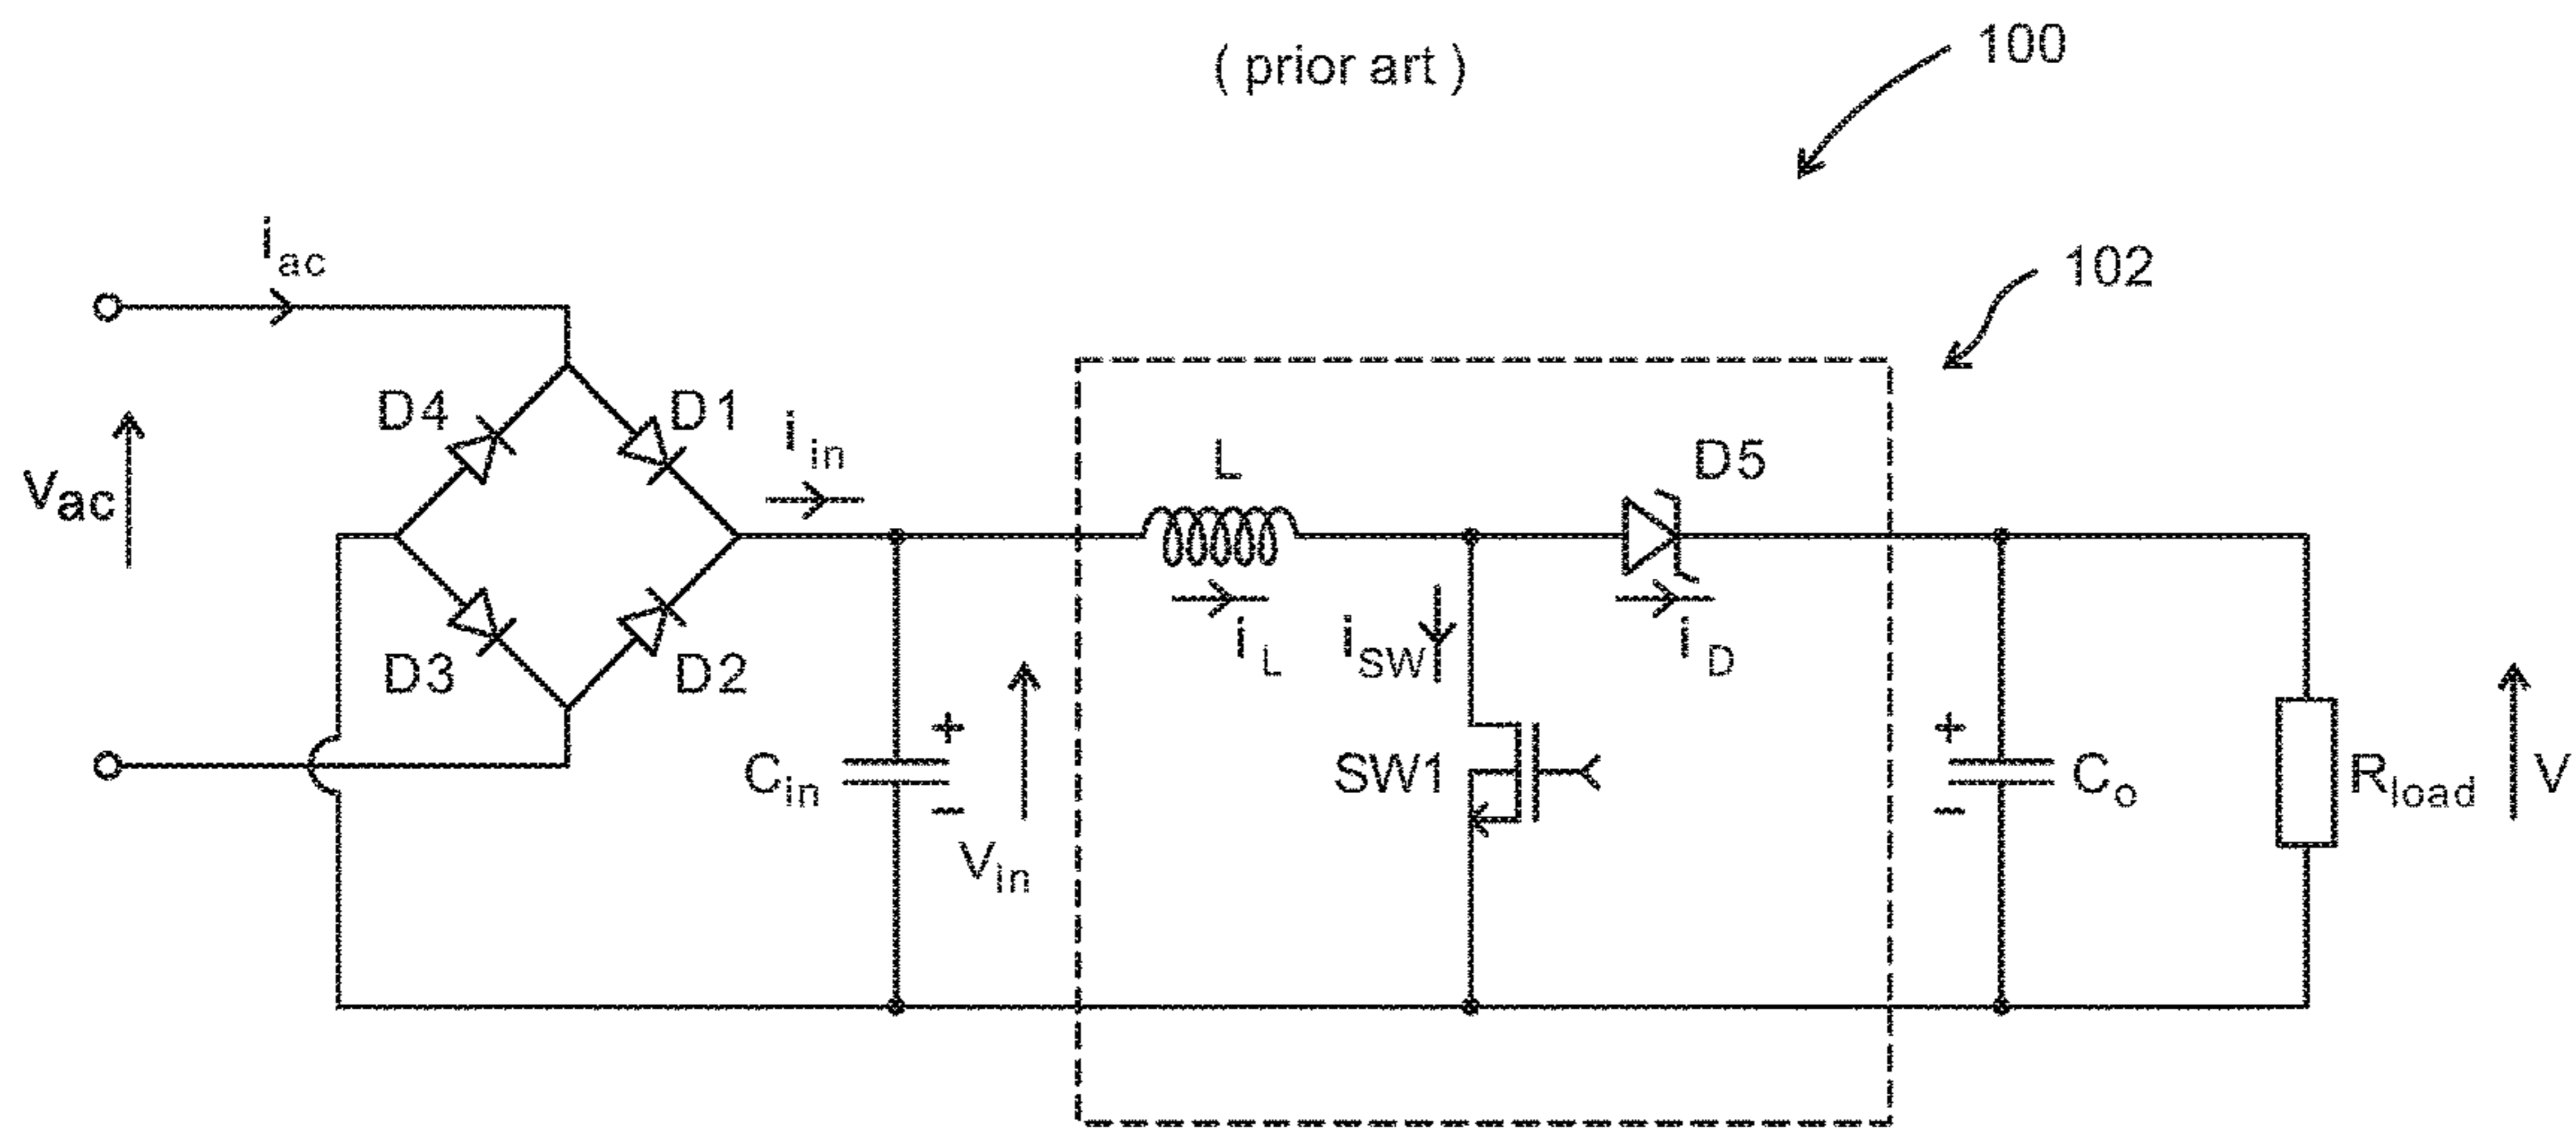 ( prior art )
100
102
iac
D4
D1
iin
L
D5
vac
iL
iSW
iD
D3
D2
+
+
Cin
SW1
Co
Rload
V
−
−
Vin